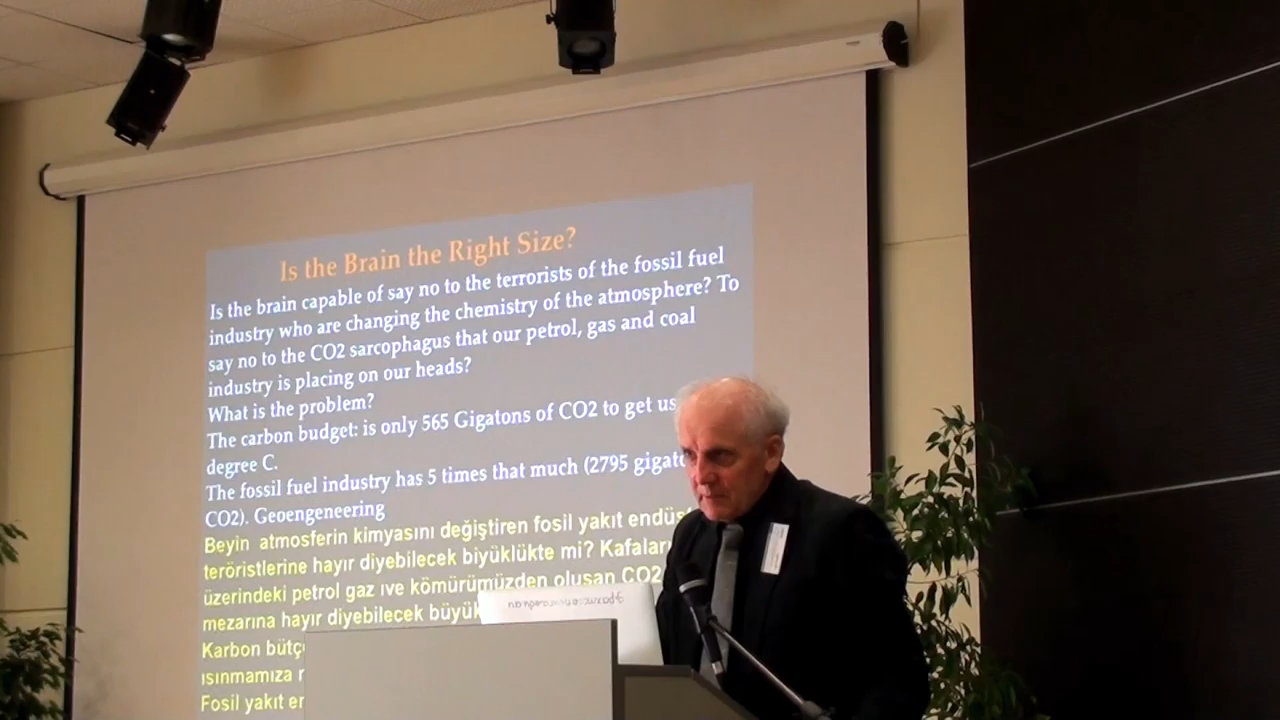 Is the Brain the Right Size?
Is the brain capable of say no to the terrorists of the fossil fuel
industry who are changing the chemistry of the atmosphere? To
say no to the CO2 sarcophagus that our petrol, gas and coal
industry is placing on our heads?
What is the problem?
The carbon budget: is only 565 Gigatons of CO2 to get us
degree C.
The fossil fuel industry has 5 times that much (2795
CO2). Geoengeneering
Beyin atmosferin kimyasını değiştiren fosil yakıt
teröristlerine hayır diyebilecek biyüklükte mi?
üzerindeki petrol gaz ıve kömürümüzden olusan CO2
mezarına hayır diyebilecek
Karbon
ısınmamıza
Fosil yakıt